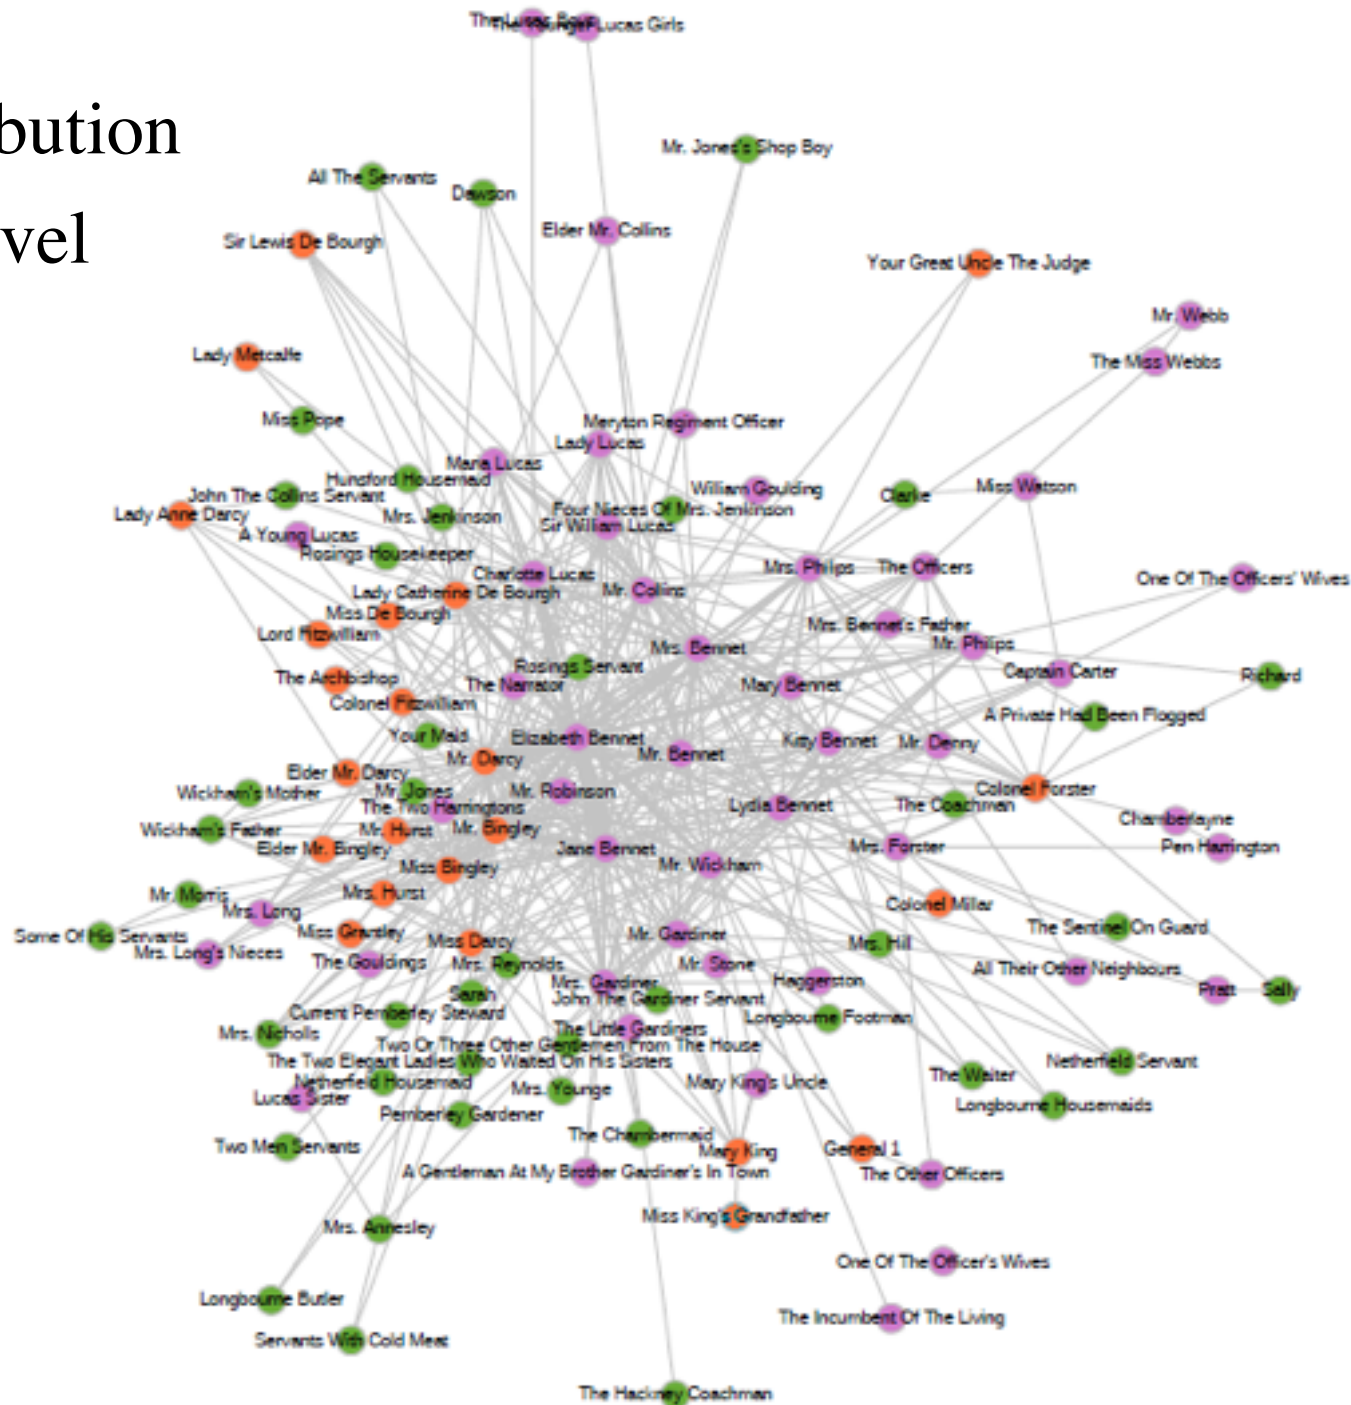 The Lucas Boys
The Younger Lucas Girls
bution
vel
Mr. Jones's Shop Boy
All The Servants
Dawson
Elder Mr. Collins
Sir Lewis De Bourgh
Your Great Uncle The Judge
Mr. Webb
Lady Metcalfe
The Miss Webbs
Miss Pope
Meryton Regiment Officer
Lady Lucas
Maria Lucas
Hunsford Housemaid
William Goulding
Clarke
Miss Watson
John The Collins Servant
Lady Anne Darcy
Mrs. Jenkinson
Four Nieces Of Mrs. Jenkinson
Sir William Lucas
A Young Lucas
Rosings Housekeeper
Charlotte Lucas
Mrs. Philips
The Officers
One Of The Officers' Wives
Lady Catherine De Bourgh
Mr. Collins
Miss De Bourgh
Mrs. Bennet's Father
Lord Fitzwilliam
Mrs. Bennet
Mr. Philips
Rosings Servant
The Archbishop
The Narrator
Mary Bennet
Captain Carter
Richard
Colonel Fitzwilliam
A Private Had Been Flogged
Your Maid
Elizabeth Bennet
Kitty Bennet
Mr. Denny
Mr. Bennet
Mr. Darcy
Elder Mr. Darcy
Wickham's Mother
Mr. Jones
Mr. Robinson
Colonel Forster
The Two Harringtons
Lydia Bennet
The Coachman
Chamberlayne
Wickham's Father
Mr. Hurst
Mr. Bingley
Elder Mr. Bingley
Jane Bennet
Mrs. Forster
Pen Harrington
Miss Bingley
Mr. Wickham
Mr. Morris
Mrs. Hurst
Colonel Millar
Mrs. Long
Some Of His Servants
Miss Grantley
Miss Darcy
Mr. Gardiner
Mrs. Hill
The Sentinel On Guard
Mrs. Long's Nieces
The Gouldings
Mrs. Reynolds
Mr. Stone
All Their Other Neighbours
Mrs. Gardiner
Haggerston
Pratt
Sally
Sarah
John The Gardiner Servant
Current Pemberley Steward
Longbourne Footman
Mrs. Nicholls
The Little Gardiners
Two Or Three Other Gentlemen From The House
The Two Elegant Ladies Who Waited On His Sisters
Netherfield Servant
Netherfield Housemaid
Mrs. Younge
Mary King's Uncle
The Waiter
Lucas Sister
Longbourne Housemaids
Pemberley Gardener
The Chambermaid
Two Men Servants
Mary King
General 1
A Gentleman At My Brother Gardiner's In Town
The Other Officers
Miss King's Grandfather
Mrs. Annesley
One Of The Officer's Wives
Longbourne Butler
The Incumbent Of The Living
Servants With Cold Meat
The Hackney Coachman